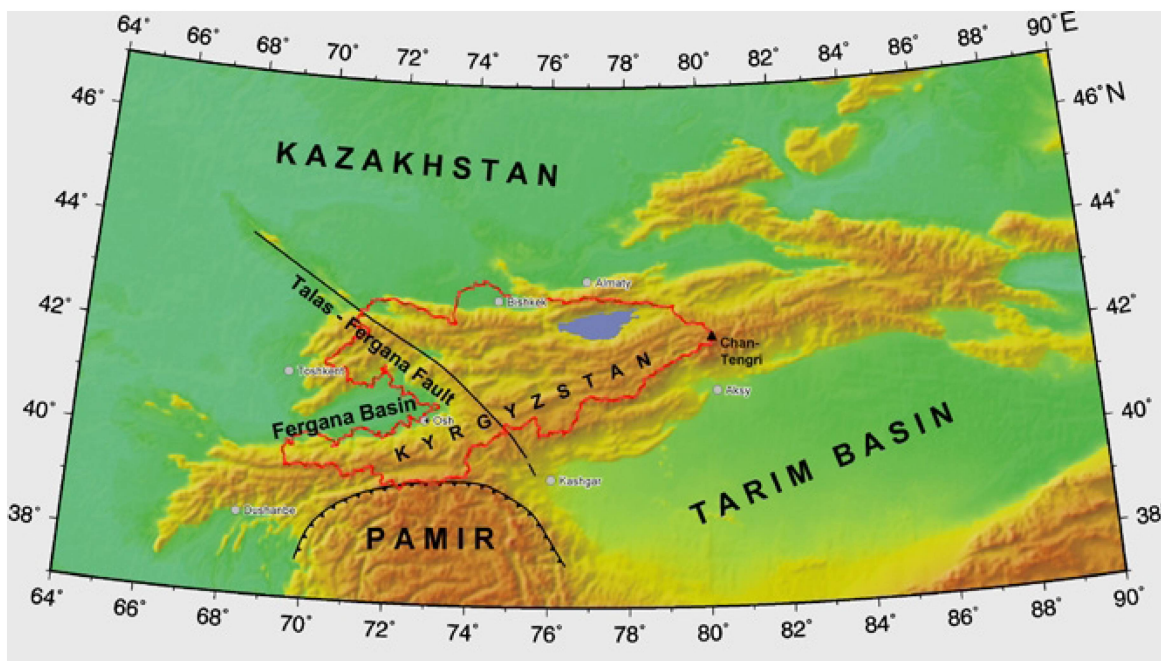 64° 66° 68° 70° 72° 74° 76° 78° 80° 82° 84° 86° 88° 90°E
46° 46°N
KAZAKHSTAN
44° 44°
Almaty
42° Bishkek 42°
Talas - Fergana Fault
Chan-
Tengri
Toshkent
Aksy
40° Fergana Basin 40°
Osh
KYRGYZSTAN
TARIM BASIN
Kashgar
38° Dushanbe 38
PAMIR
64° 66° 68° 70° 72° 74° 76° 78° 80° 82° 84° 86° 88° 90°